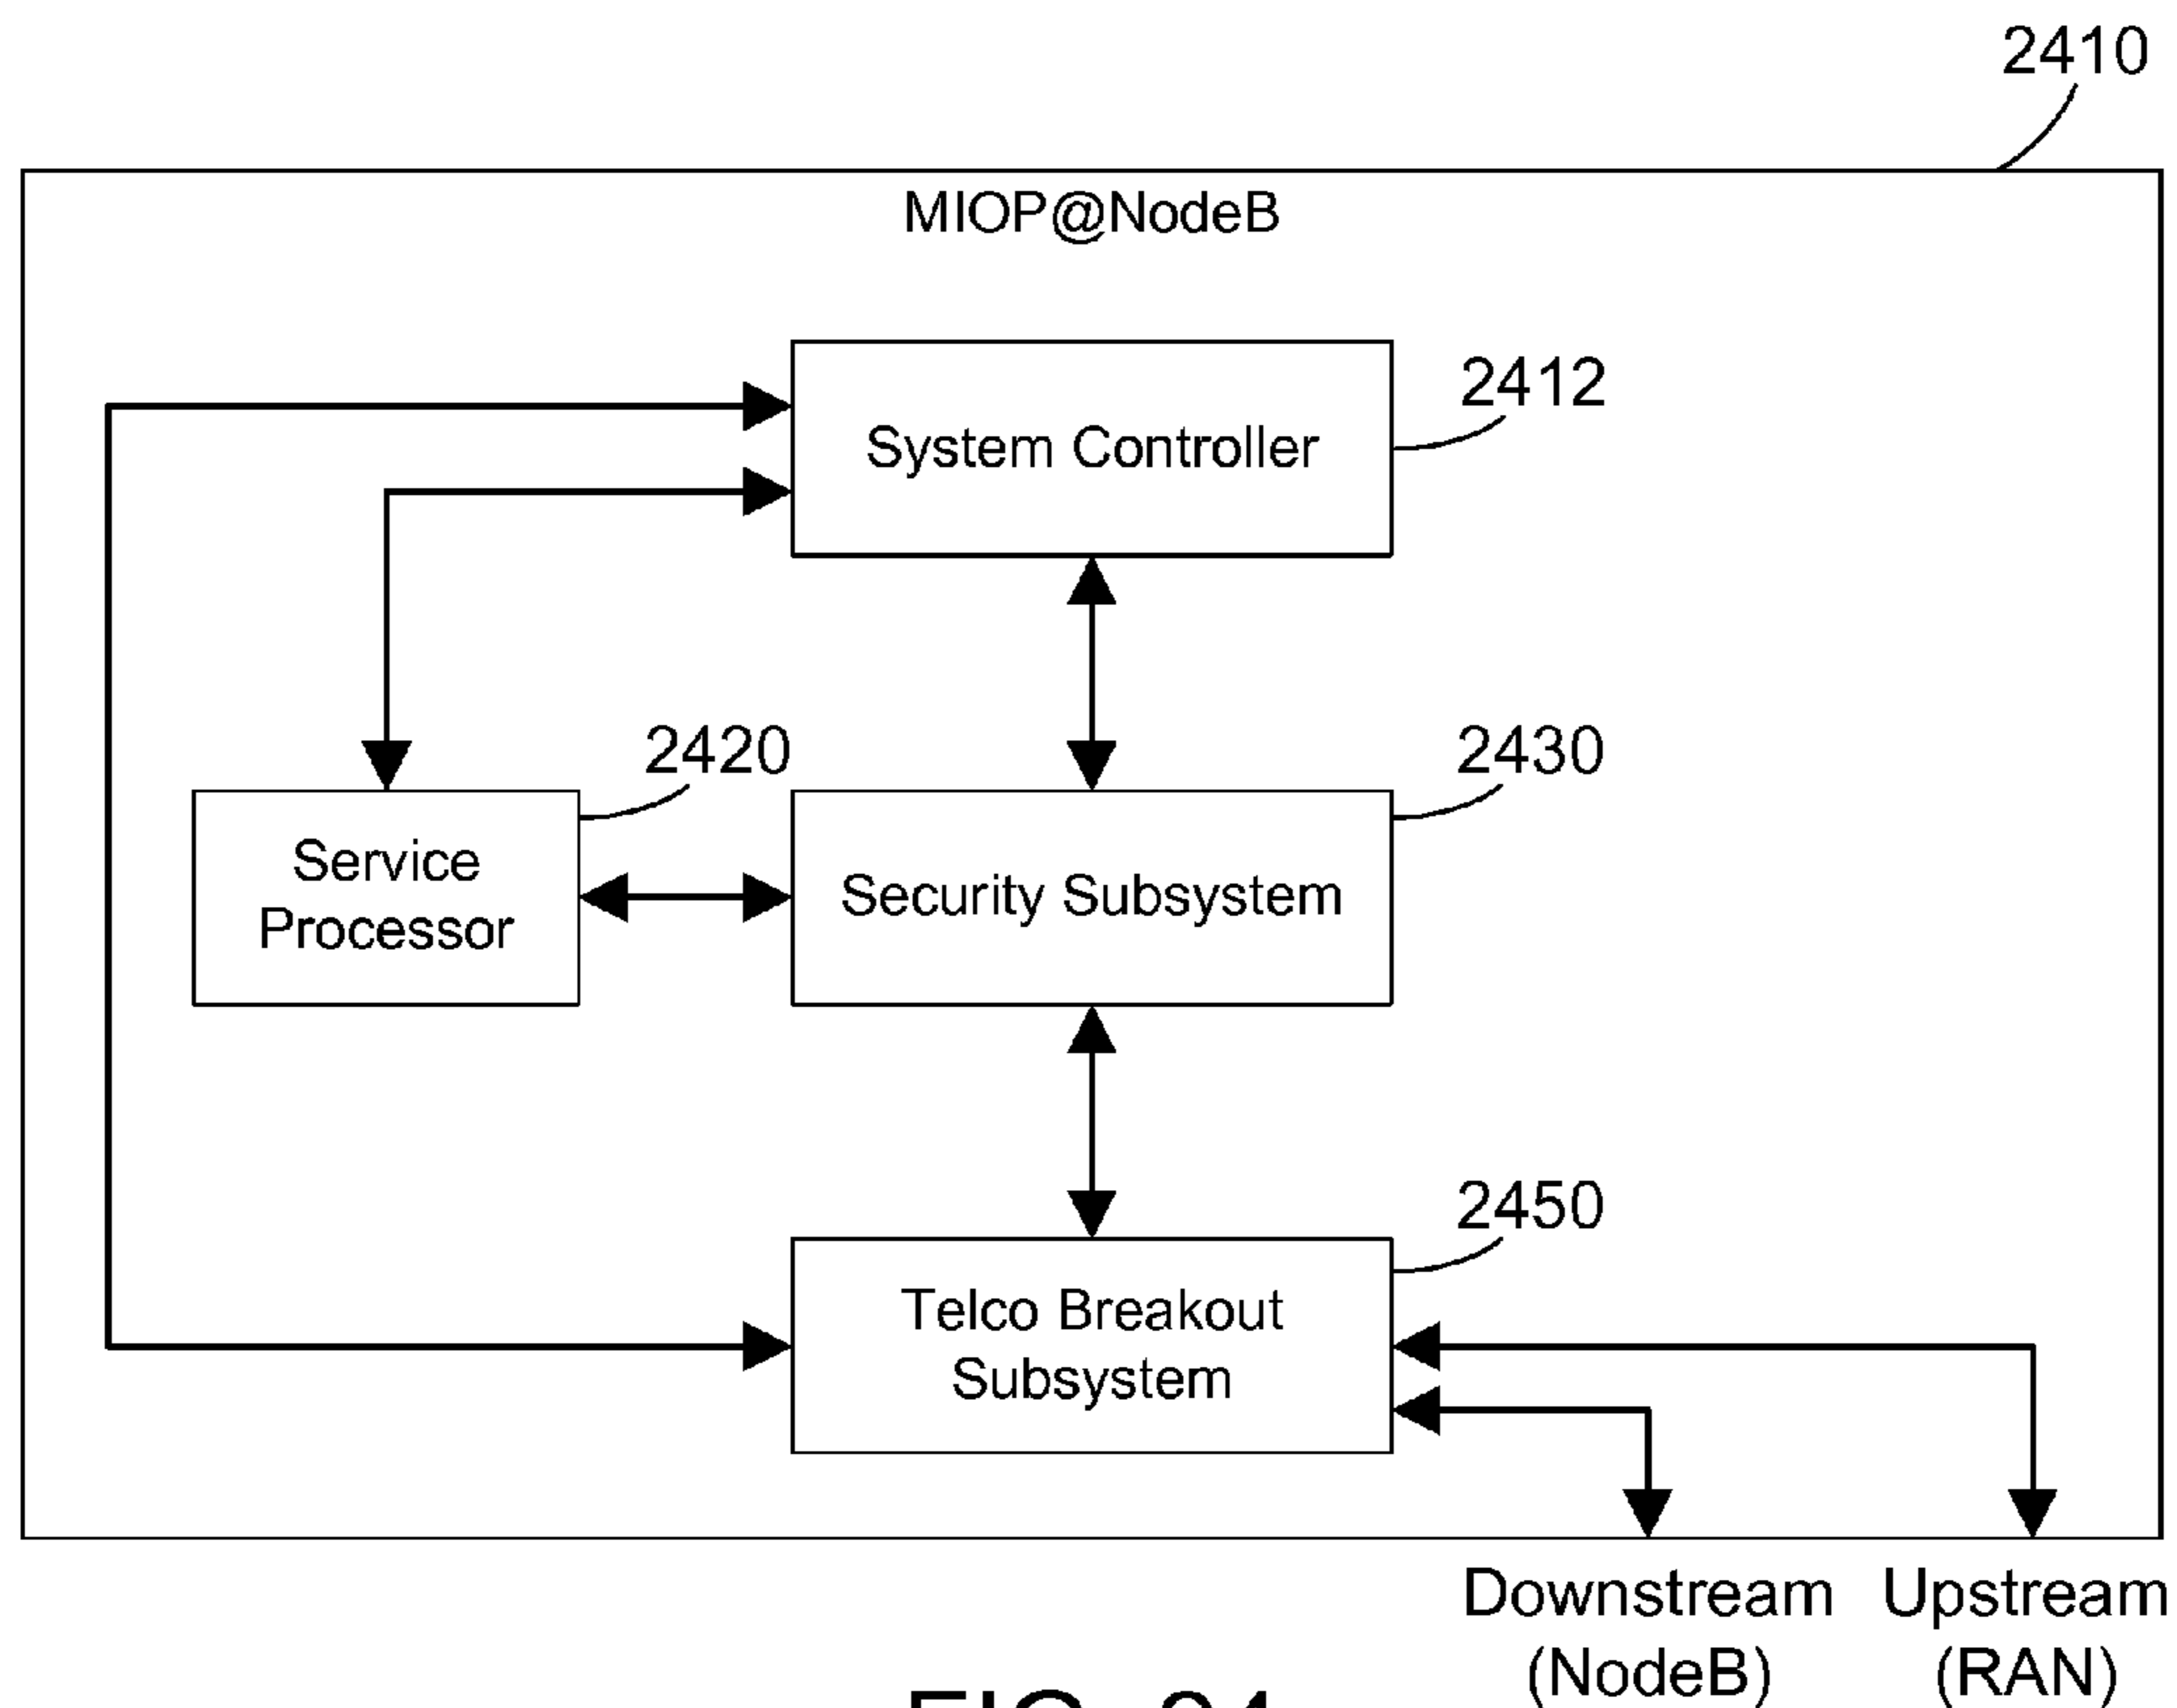 2410
MIOP@NodeB
System Controller
2412
2420
2430
Service
Processor
Security Subsystem
2450
Telco Breakout
Subsystem
Downstream
(NodeB)
Upstream
(RAN)